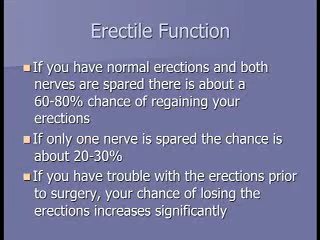 Erectile Function
If you have normal erections and both
nerves are spared there is about a
60-80% chance of regaining your
erections
If only one nerve is spared the chance is
about 20-30%
If you have trouble with the erections prior
to surgery, your chance of losing the
erections increases significantly